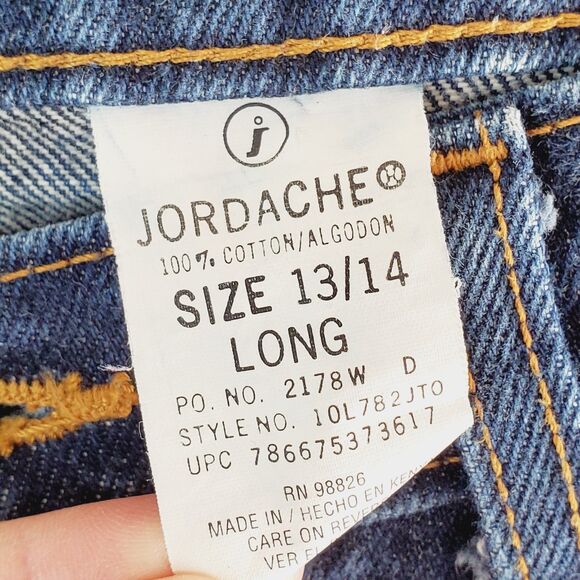 j
JORDACHE®
100% COTTON/ALGODON
SIZE 13/14
LONG
PO. NO. 2178W D
STYLE NO. 10L782JTO
UPC 786675373617
RN 98826
MADE IN / HECHO EN
CARE ON
VER